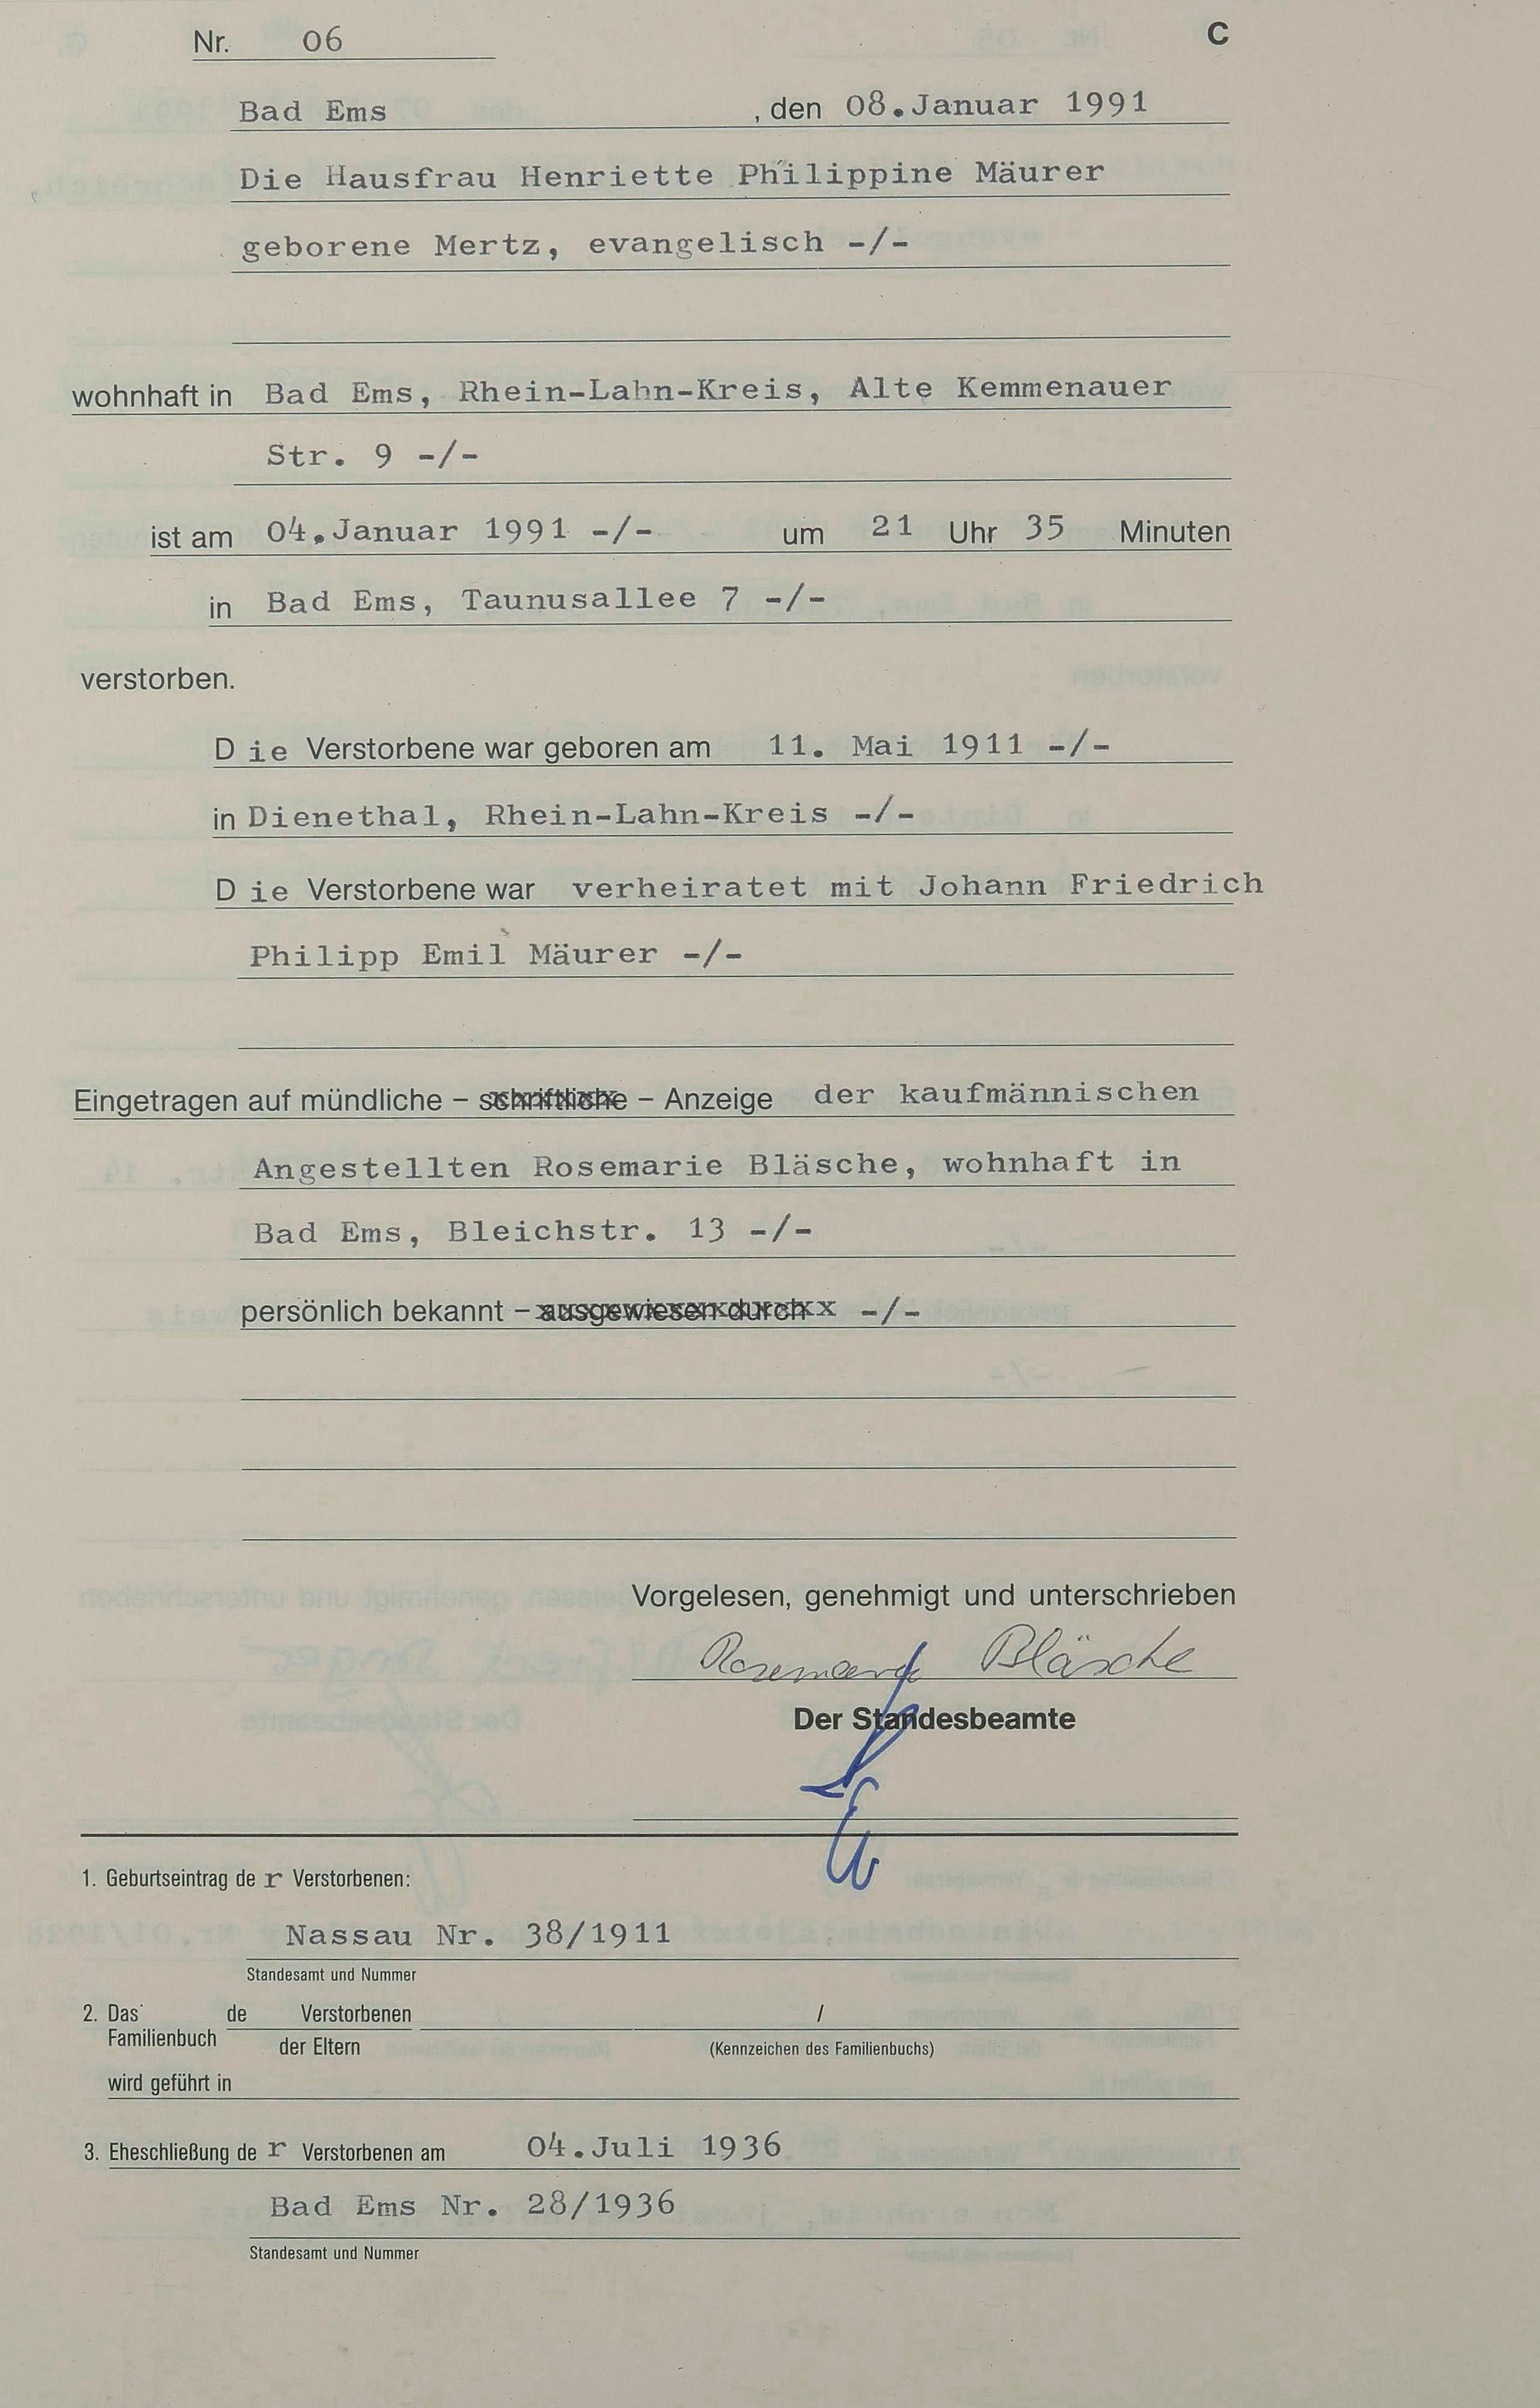 Nr. 06 C
Bad Ems , den 08.Januar 1991
Die Hausfrau Henriette Philippine Mäurer
geborene Mertz, evangelisch -/-
wohnhaft in Bad Ems, Rhein-Lahn-Kreis, Alte Kemmenauer
Str. 9 -/-
ist am 04.Januar 1991 -/- um 21 Uhr 35 Minuten
in Bad Ems, Taunusallee 7 -/-
verstorben.
Die Verstorbene war geboren am 11. Mai 1911 -/-
in Dienethal, Rhein-Lahn-Kreis -/-
Die Verstorbene war verheiratet mit Johann Friedrich
Philipp Emil Mäurer -/-
Eingetragen auf mündliche – schriftliche – Anzeige der kaufmännischen
Angestellten Rosemarie Bläsche, wohnhaft in
Bad Ems, Bleichstr. 13 -/-
persönlich bekannt – ausgewiesen durch -/-
Vorgelesen, genehmigt und unterschrieben
Rosemarie Bläsche
Der Standesbeamte
1. Geburtseintrag der Verstorbenen:
Nassau Nr. 38/1911
Standesamt und Nummer
2. Das de Verstorbenen /
Familienbuch der Eltern (Kennzeichen des Familienbuchs)
wird geführt in
3. Eheschließung der Verstorbenen am 04.Juli 1936
Bad Ems Nr. 28/1936
Standesamt und Nummer